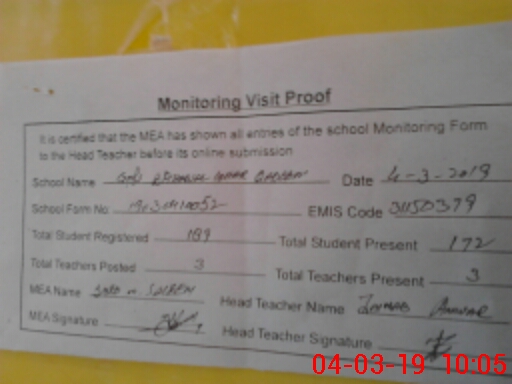 Monitoring Visit Proof
It is certified that the MEA has shown all entries of the school Monitoring Form
to the Head Teacher before its online submission
School Name Date 4-3-2019
School Form No. EMIS Code
Total Student Registered 189 Total Student Present 172
Total Teachers Posted 3 Total Teachers Present 3
MEA Name Head Teacher Name
MEA Signature Head Teacher Signature
04-03-19 10:05